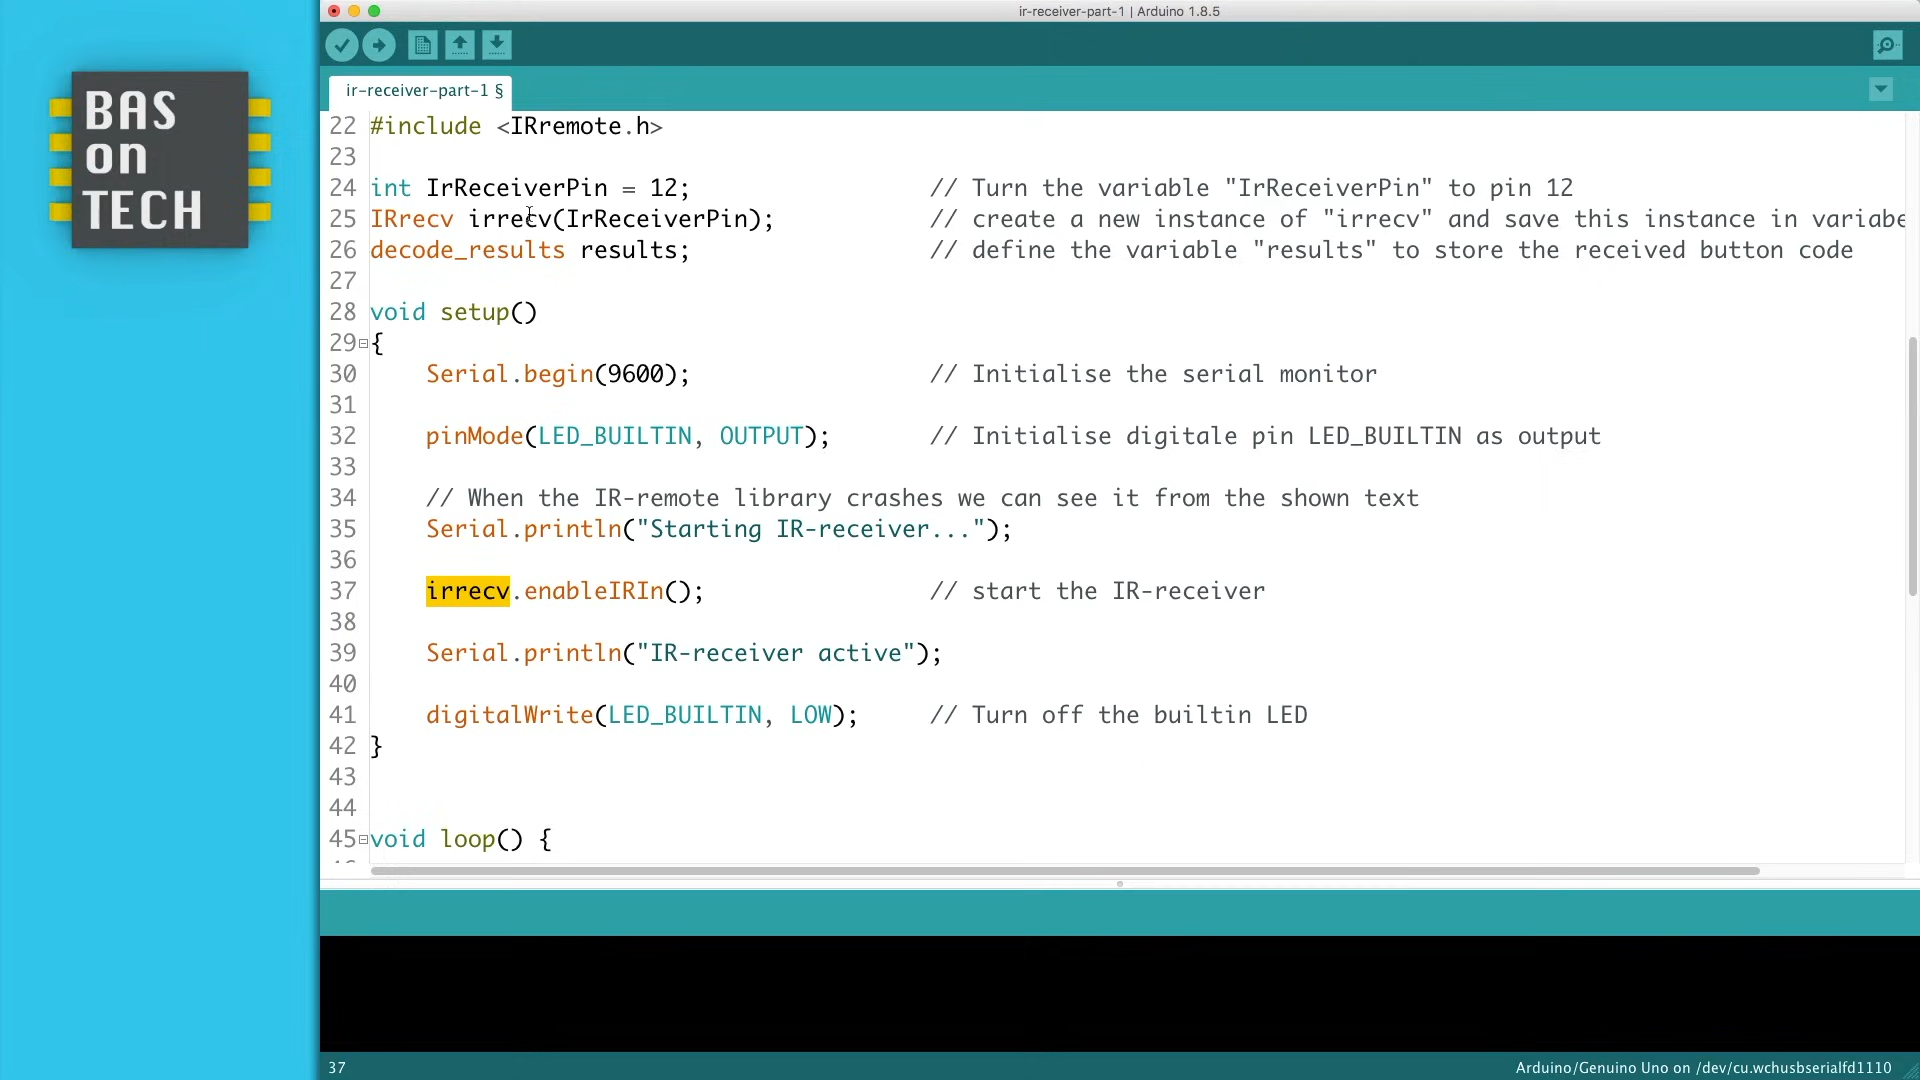 ir-receiver-part-1 | Arduino 1.8.5
BAS
on
TECH
ir-receiver-part-1 §
22 #include <IRremote.h>
23
24 int IrReceiverPin = 12; // Turn the variable "IrReceiverPin" to pin 12
25 IRrecv irrecv(IrReceiverPin); // create a new instance of "irrecv" and save this instance in variabe
26 decode_results results; // define the variable "results" to store the received button code
27
28 void setup()
29 {
30 Serial.begin(9600); // Initialise the serial monitor
31
32 pinMode(LED_BUILTIN, OUTPUT); // Initialise digitale pin LED_BUILTIN as output
33
34 // When the IR-remote library crashes we can see it from the shown text
35 Serial.println("Starting IR-receiver...");
36
37 irrecv.enableIRIn(); // start the IR-receiver
38
39 Serial.println("IR-receiver active");
40
41 digitalWrite(LED_BUILTIN, LOW); // Turn off the builtin LED
42 }
43
44
45 void loop() {
37
Arduino/Genuino Uno on /dev/cu.wchusbserialfd1110